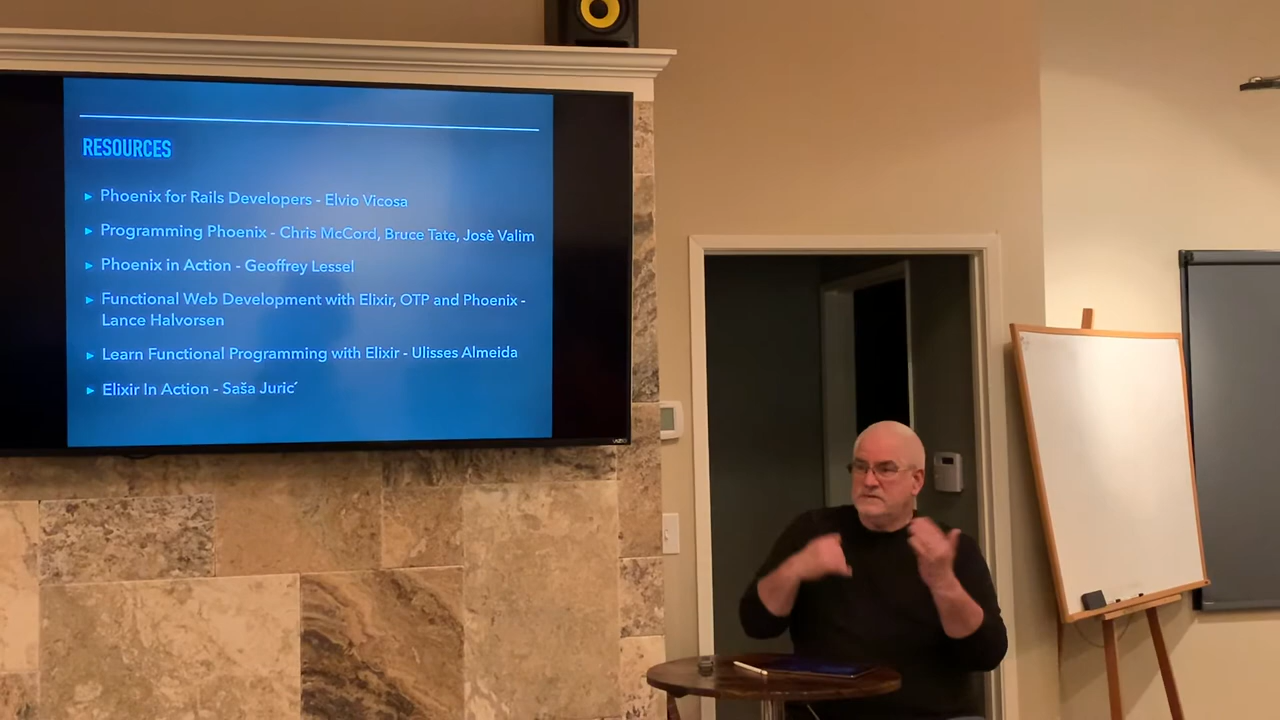 RESOURCES
▸ Phoenix for Rails Developers - Elvio Vicosa
▸ Programming Phoenix - Chris McCord, Bruce Tate, Josè Valim
▸ Phoenix in Action - Geoffrey Lessel
▸ Functional Web Development with Elixir, OTP and Phoenix -
Lance Halvorsen
▸ Learn Functional Programming with Elixir - Ulisses Almeida
▸ Elixir In Action - Saša Juric´
VIZIO